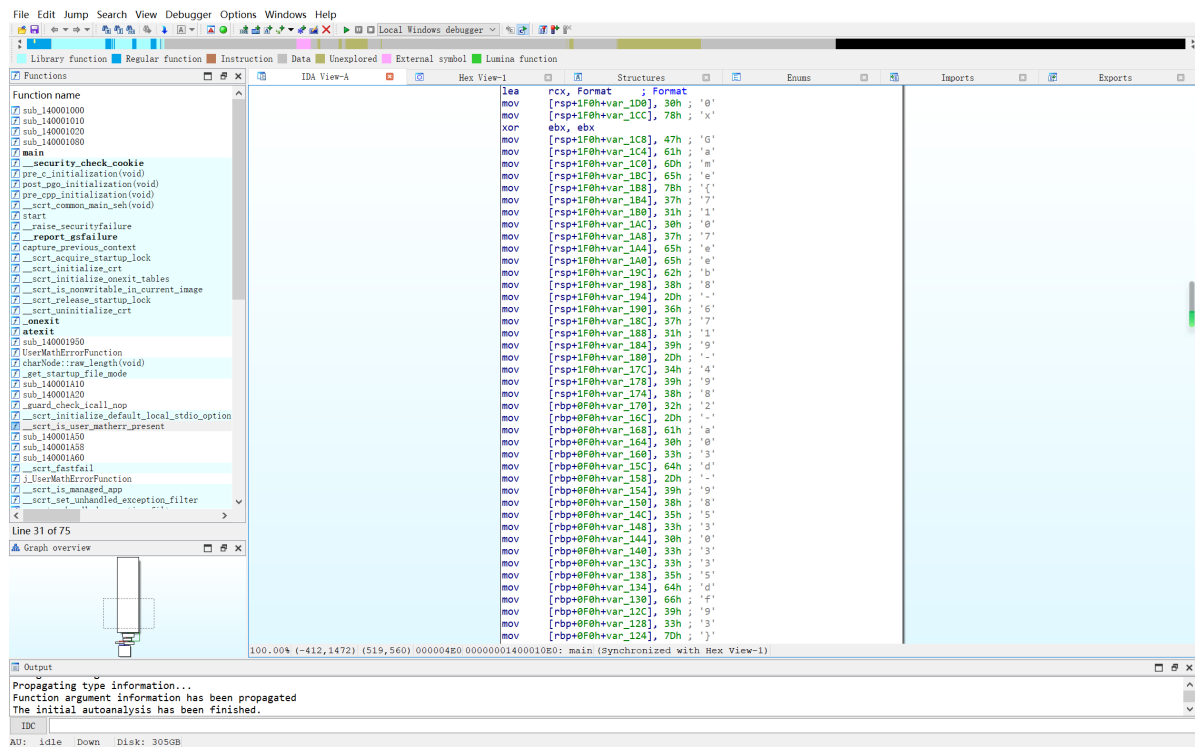 File Edit Jump Search View Debugger Options Windows Help
Local Windows debugger
Library function Regular function Instruction Data Unexplored External symbol Lumina function
Functions
IDA View-A Hex View-1 Structures Enums Imports Exports
Function name
sub_140001000
sub_140001010
sub_140001020
sub_140001080
main
__security_check_cookie
pre_c_initialization(void)
post_pgo_initialization(void)
pre_cpp_initialization(void)
__scrt_common_main_seh(void)
start
__raise_securityfailure
__report_gsfailure
capture_previous_context
__scrt_acquire_startup_lock
__scrt_initialize_crt
__scrt_initialize_onexit_tables
__scrt_is_nonwritable_in_current_image
__scrt_release_startup_lock
__scrt_uninitialize_crt
_onexit
atexit
sub_140001950
UserMathErrorFunction
charNode::raw_length(void)
_get_startup_file_mode
sub_140001A10
sub_140001A20
_guard_check_icall_nop
__scrt_initialize_default_local_stdio_option
__scrt_is_user_matherr_present
sub_140001A50
sub_140001A58
sub_140001A60
__scrt_fastfail
j_UserMathErrorFunction
__scrt_is_managed_app
__scrt_set_unhandled_exception_filter
Line 31 of 75
Graph overview
lea rcx, Format ; Format
mov [rsp+1F0h+var_1D0], 30h ; '0'
mov [rsp+1F0h+var_1CC], 78h ; 'x'
xor ebx, ebx
mov [rsp+1F0h+var_1C8], 47h ; 'G'
mov [rsp+1F0h+var_1C4], 61h ; 'a'
mov [rsp+1F0h+var_1C0], 6Dh ; 'm'
mov [rsp+1F0h+var_1BC], 65h ; 'e'
mov [rsp+1F0h+var_1B8], 7Bh ; '{'
mov [rsp+1F0h+var_1B4], 37h ; '7'
mov [rsp+1F0h+var_1B0], 31h ; '1'
mov [rsp+1F0h+var_1AC], 30h ; '0'
mov [rsp+1F0h+var_1A8], 37h ; '7'
mov [rsp+1F0h+var_1A4], 65h ; 'e'
mov [rsp+1F0h+var_1A0], 65h ; 'e'
mov [rsp+1F0h+var_19C], 62h ; 'b'
mov [rsp+1F0h+var_198], 38h ; '8'
mov [rsp+1F0h+var_194], 2Dh ; '-'
mov [rsp+1F0h+var_190], 36h ; '6'
mov [rsp+1F0h+var_18C], 37h ; '7'
mov [rsp+1F0h+var_188], 31h ; '1'
mov [rsp+1F0h+var_184], 39h ; '9'
mov [rsp+1F0h+var_180], 2Dh ; '-'
mov [rsp+1F0h+var_17C], 34h ; '4'
mov [rsp+1F0h+var_178], 39h ; '9'
mov [rsp+1F0h+var_174], 38h ; '8'
mov [rbp+0F0h+var_170], 32h ; '2'
mov [rbp+0F0h+var_16C], 2Dh ; '-'
mov [rbp+0F0h+var_168], 61h ; 'a'
mov [rbp+0F0h+var_164], 30h ; '0'
mov [rbp+0F0h+var_160], 33h ; '3'
mov [rbp+0F0h+var_15C], 64h ; 'd'
mov [rbp+0F0h+var_158], 2Dh ; '-'
mov [rbp+0F0h+var_154], 39h ; '9'
mov [rbp+0F0h+var_150], 38h ; '8'
mov [rbp+0F0h+var_14C], 35h ; '5'
mov [rbp+0F0h+var_148], 33h ; '3'
mov [rbp+0F0h+var_144], 30h ; '0'
mov [rbp+0F0h+var_140], 33h ; '3'
mov [rbp+0F0h+var_13C], 33h ; '3'
mov [rbp+0F0h+var_138], 35h ; '5'
mov [rbp+0F0h+var_134], 64h ; 'd'
mov [rbp+0F0h+var_130], 66h ; 'f'
mov [rbp+0F0h+var_12C], 39h ; '9'
mov [rbp+0F0h+var_128], 33h ; '3'
mov [rbp+0F0h+var_124], 7Dh ; '}'
100.00% (-412,1472) (519,560) 000004E0 00000001400010E0: main (Synchronized with Hex View-1)
Output
Propagating type information...
Function argument information has been propagated
The initial autoanalysis has been finished.
IDC
AU: idle Down Disk: 305GB